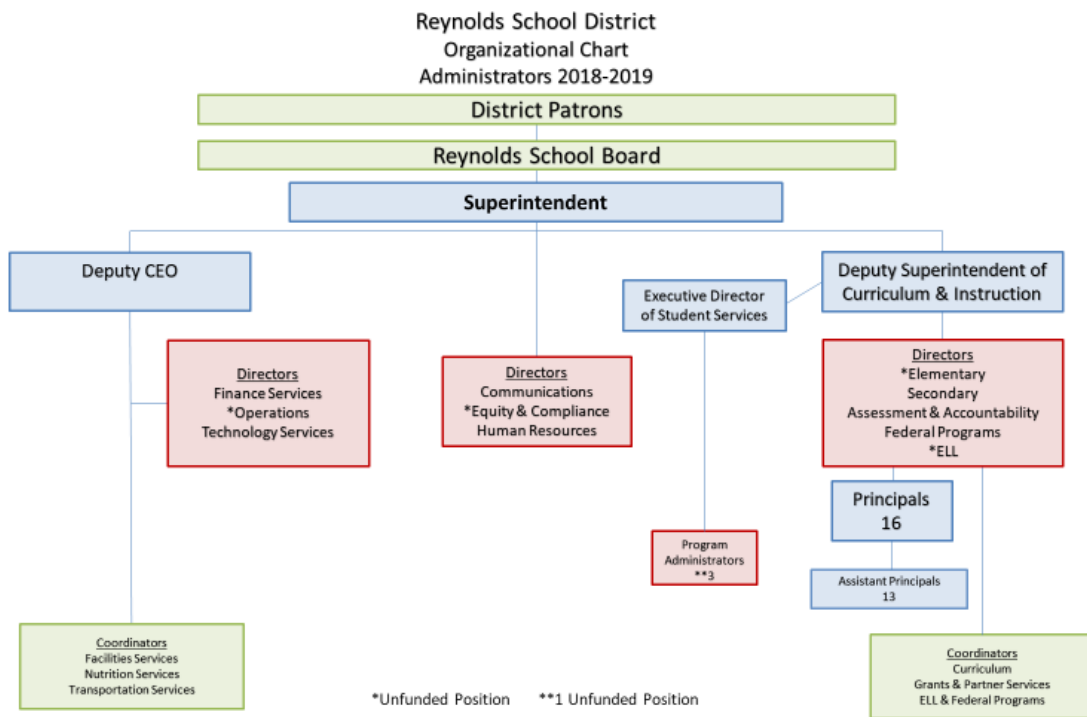 Reynolds School District
Organizational Chart
Administrators 2018-2019
District Patrons
Reynolds School Board
Superintendent
Deputy CEO
Executive Director
of Student Services
Deputy Superintendent of
Curriculum & Instruction
Directors
Finance Services
*Operations
Technology Services
Directors
Communications
*Equity & Compliance
Human Resources
Directors
*Elementary
Secondary
Assessment & Accountability
Federal Programs
*ELL
Principals
16
Program
Administrators
**3
Assistant Principals
13
Coordinators
Facilities Services
Nutrition Services
Transportation Services
Coordinators
Curriculum
Grants & Partner Services
ELL & Federal Programs
*Unfunded Position **1 Unfunded Position